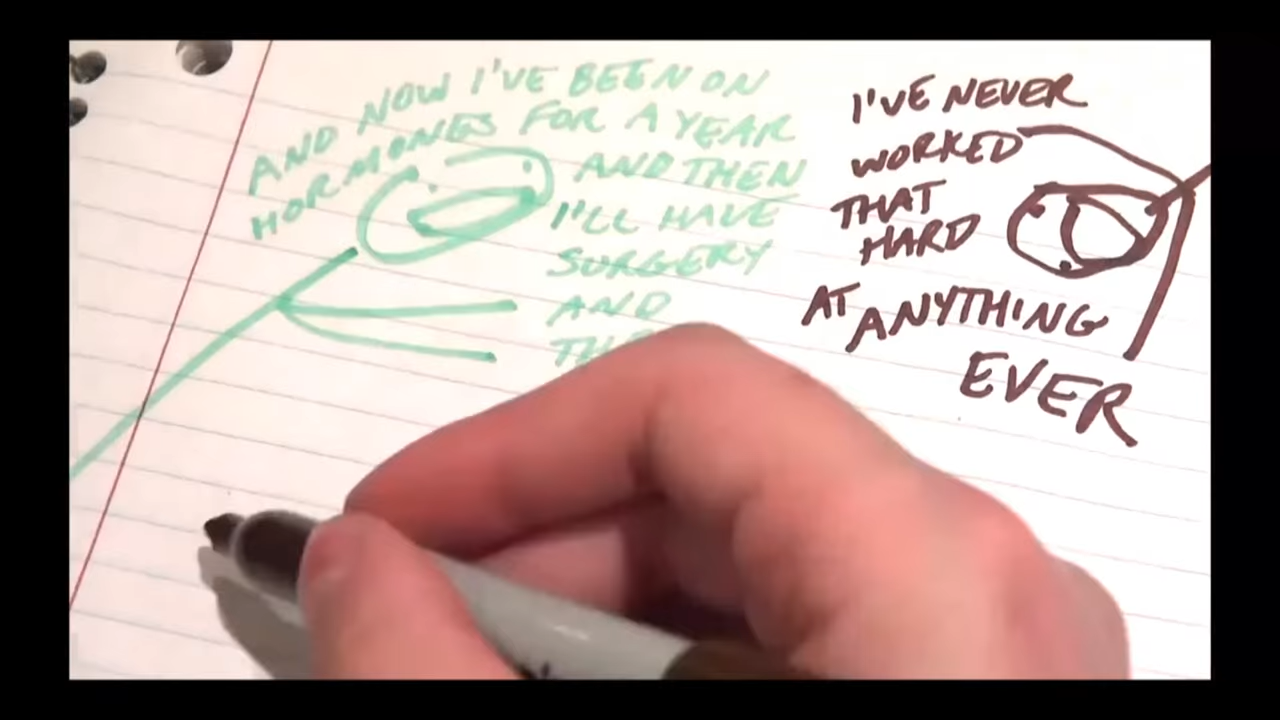 AND NOW I'VE BEEN ON
HORMONES FOR A YEAR
AND THEN
I'LL HAVE
SURGERY
AND
I'VE NEVER
WORKED
THAT
HARD
AT ANYTHING
EVER